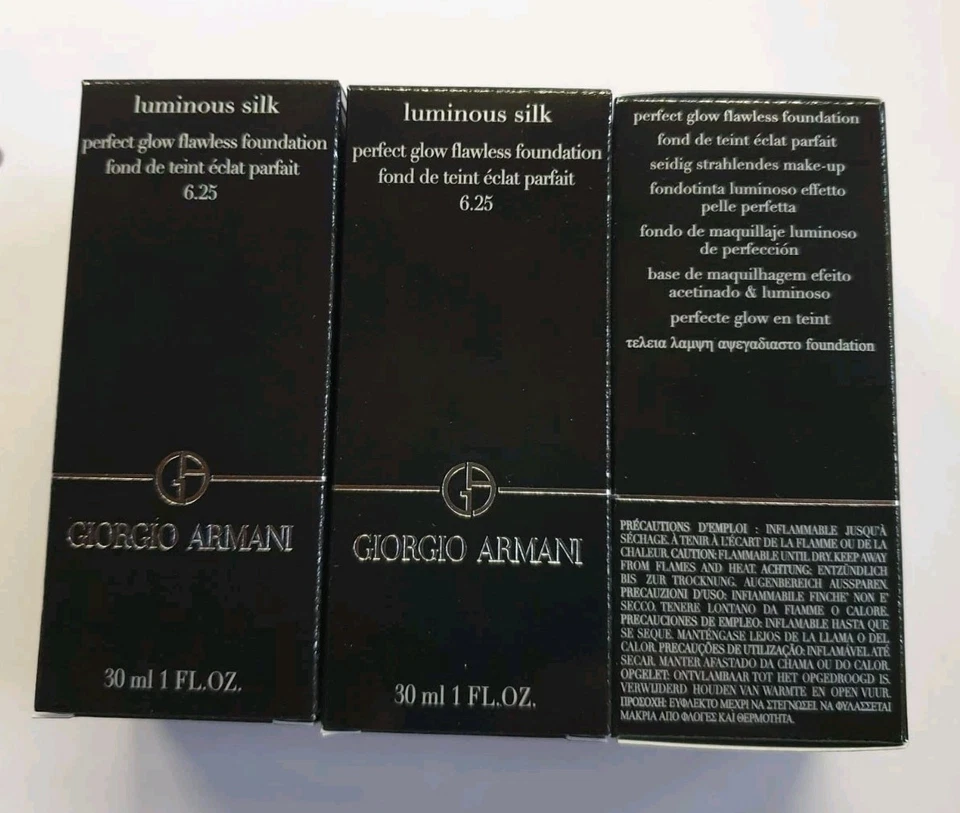 luminous silk
perfect glow flawless foundation
fond de teint éclat parfait
6.25
GIORGIO ARMANI
30 ml 1 FL.OZ.
luminous silk
perfect glow flawless foundation
fond de teint éclat parfait
6.25
GIORGIO ARMANI
30 ml 1 FL.OZ.
perfect glow flawless foundation
fond de teint éclat parfait
seidig strahlendes make-up
fondotinta luminoso effetto
pelle perfetta
fondo de maquillaje luminoso
de perfección
base de maquilhagem efeito
acetinado & luminoso
perfecte glow en teint
τελεια λαμψη αψεγαδιαστο foundation
PRÉCAUTIONS D'EMPLOI : INFLAMMABLE JUSQU'À
SÉCHAGE. À TENIR À L'ÉCART DE LA FLAMME OU DE LA
CHALEUR. CAUTION: FLAMMABLE UNTIL DRY. KEEP AWAY
FROM FLAMES AND HEAT. ACHTUNG: ENTZÜNDLICH
BIS ZUR TROCKNUNG. AUGENBEREICH AUSSPAREN.
PRECAUZIONI D'USO: INFIAMMABILE FINCHE' NON E'
SECCO. TENERE LONTANO DA FIAMME O CALORE.
PRECAUCIONES DE EMPLEO: INFLAMABLE HASTA QUE
SE SEQUE. MANTÉNGASE LEJOS DE LA LLAMA O DEL
CALOR. PRECAUÇÕES DE UTILIZAÇÃO: INFLAMÁVEL ATÉ
SECAR. MANTER AFASTADO DA CHAMA OU DO CALOR.
OPGELET: ONTVLAMBAAR TOT HET OPGEDROOGD IS.
VERWIJDERD HOUDEN VAN WARMTE EN OPEN VUUR.
ΠΡΟΣΟΧΗ: ΕΥΦΛΕΚΤΟ ΜΕΧΡΙ ΝΑ ΣΤΕΓΝΩΣΕΙ. ΝΑ ΦΥΛΑΣΣΕΤΑΙ
ΜΑΚΡΙΑ ΑΠΟ ΦΛΟΓΕΣ ΚΑΙ ΘΕΡΜΟΤΗΤΑ.